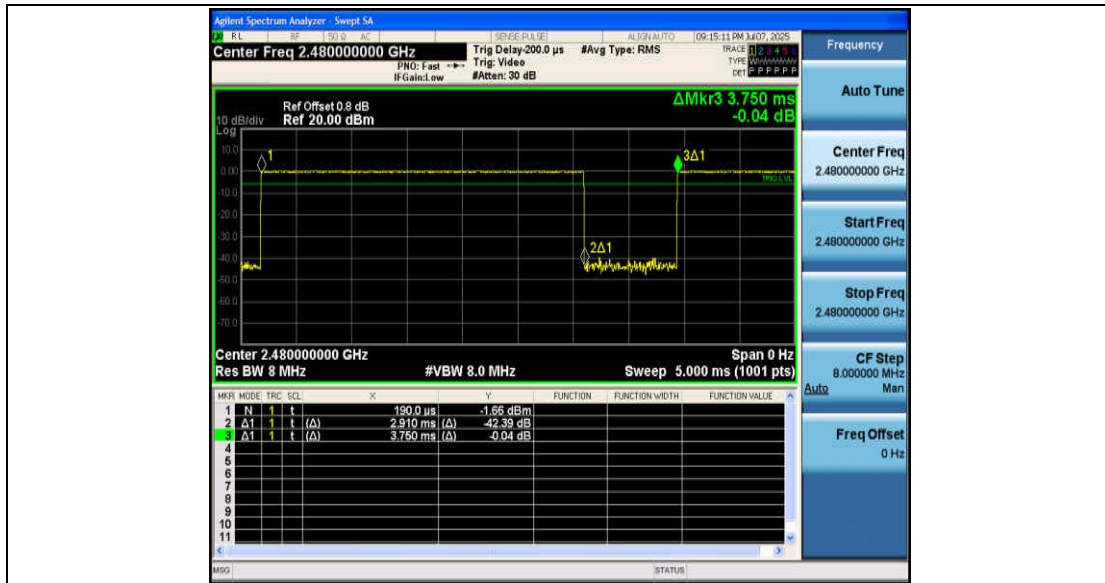 Agilent Spectrum Analyzer - Swept SA
RL RF 50 Ω AC SENSE:PULSE ALIGN AUTO 09:15:11 PM Jul 07, 2025
Center Freq 2.480000000 GHz
Trig Delay-200.0 µs #Avg Type: RMS TRACE 1 2 3 4 5 6
PNO: Fast Trig: Video TYPE
IFGain:Low #Atten: 30 dB DET P P P P P P
ΔMkr3 3.750 ms
-0.04 dB
Ref Offset 0.8 dB
10 dB/div Ref 20.00 dBm
Log
10.0
0.00
-10.0
-20.0
-30.0
-40.0
-50.0
-60.0
-70.0
1
3Δ1
TRIG LVL
2Δ1
Center 2.480000000 GHz Span 0 Hz
Res BW 8 MHz #VBW 8.0 MHz Sweep 5.000 ms (1001 pts)
MKR MODE TRC SCL X Y FUNCTION FUNCTION WIDTH FUNCTION VALUE
1 N 1 t 190.0 µs -1.66 dBm
2 Δ1 1 t (Δ) 2.910 ms (Δ) -42.39 dB
3 Δ1 1 t (Δ) 3.750 ms (Δ) -0.04 dB
4
5
6
7
8
9
10
11
MSG STATUS
Frequency
Auto Tune
Center Freq
2.480000000 GHz
Start Freq
2.480000000 GHz
Stop Freq
2.480000000 GHz
CF Step
8.000000 MHz
Auto Man
Freq Offset
0 Hz